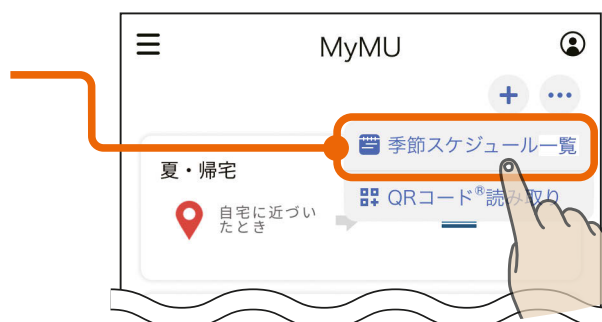 MyMU
季節スケジュール一覧
夏・帰宅
QRコード®読み取り
自宅に近づい
たとき